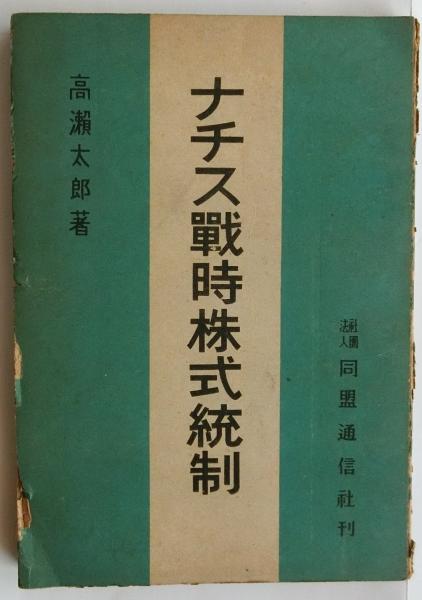 社團法人 同盟通信社刊
ナチス戰時株式統制
高瀨太郎著